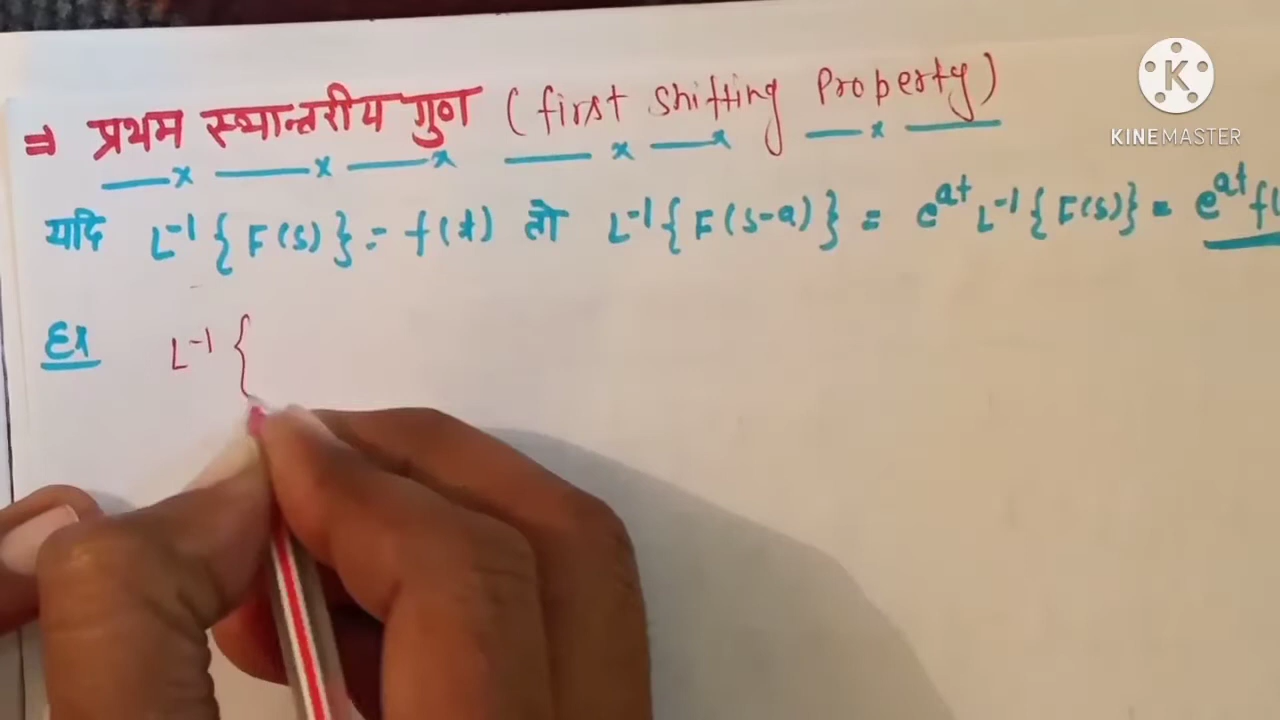 ⇒ प्रथम स्थान्तरीय गुण (first shifting Property)
K
KINEMASTER
यदि L⁻¹{F(s)} = f(t) तो L⁻¹{F(s-a)} = e^at L⁻¹{F(s)} = e^at f(
Ex L⁻¹ {